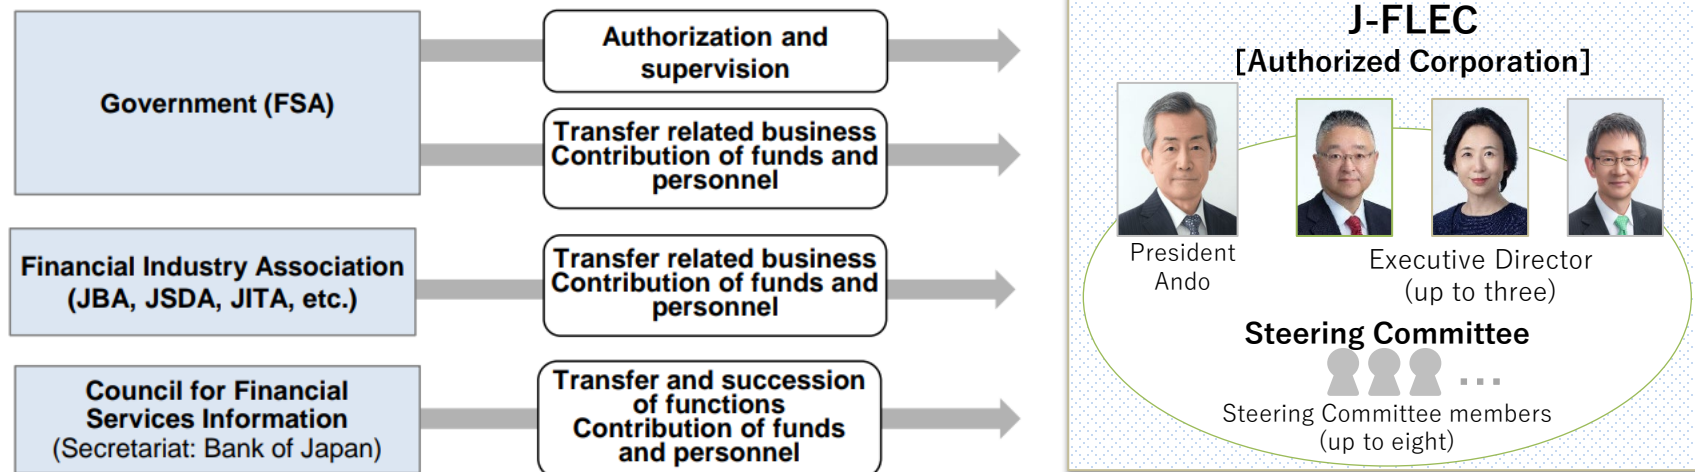 Government (FSA)
Authorization and
supervision
Transfer related business
Contribution of funds and
personnel
Financial Industry Association
(JBA, JSDA, JITA, etc.)
Transfer related business
Contribution of funds and
personnel
Council for Financial
Services Information
(Secretariat: Bank of Japan)
Transfer and succession
of functions
Contribution of funds
and personnel
J-FLEC
[Authorized Corporation]
President
Ando
Executive Director
(up to three)
Steering Committee
...
Steering Committee members
(up to eight)